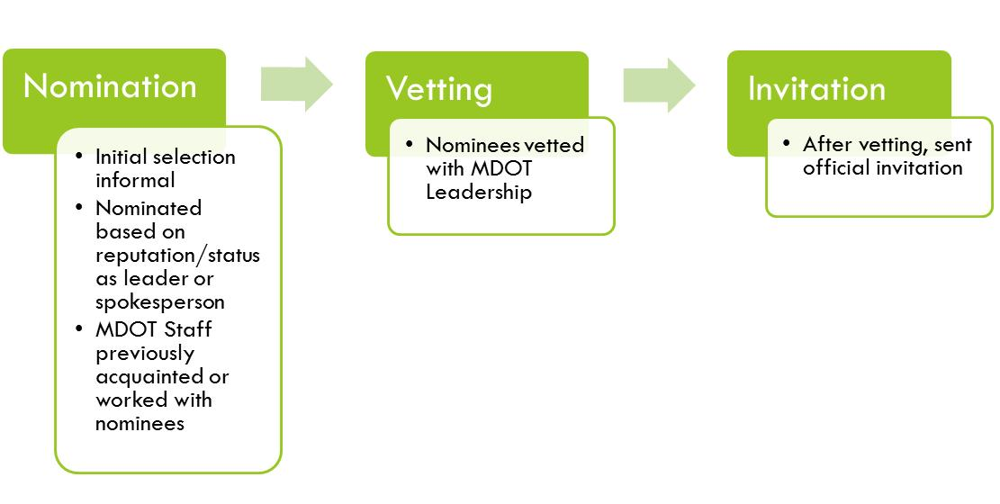 Nomination
• Initial selection
informal
• Nominated
based on
reputation/status
as leader or
spokesperson
• MDOT Staff
previously
acquainted or
worked with
nominees
Vetting
• Nominees vetted
with MDOT
Leadership
Invitation
• After vetting, sent
official invitation